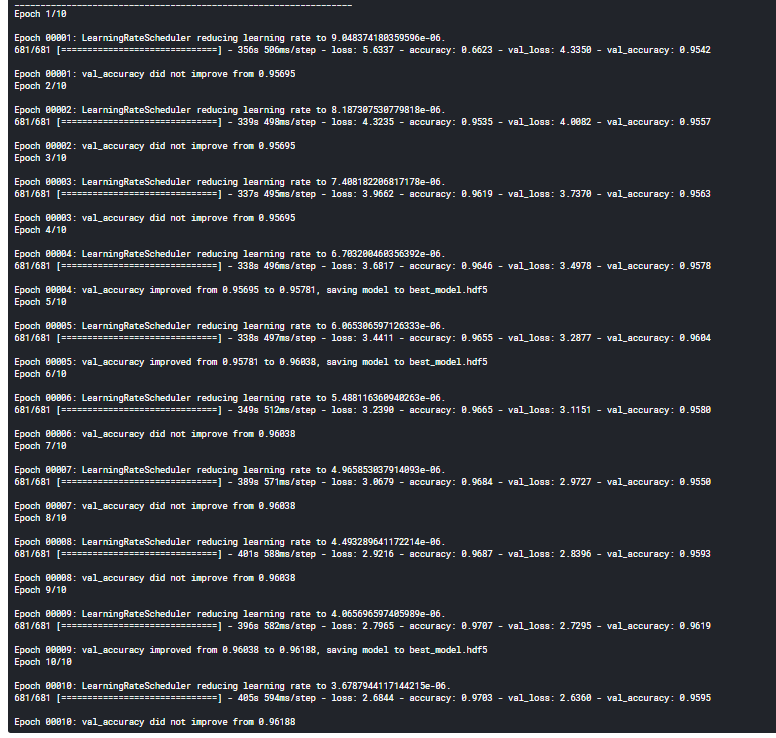 Epoch 1/10
Epoch 00001: LearningRateScheduler reducing learning rate to 9.048374180359596e-06.
681/681 [==============================] - 356s 506ms/step - loss: 5.6337 - accuracy: 0.6623 - val_loss: 4.3350 - val_accuracy: 0.9542
Epoch 00001: val_accuracy did not improve from 0.95695
Epoch 2/10
Epoch 00002: LearningRateScheduler reducing learning rate to 8.187307530779818e-06.
681/681 [==============================] - 339s 498ms/step - loss: 4.3235 - accuracy: 0.9535 - val_loss: 4.0082 - val_accuracy: 0.9557
Epoch 00002: val_accuracy did not improve from 0.95695
Epoch 3/10
Epoch 00003: LearningRateScheduler reducing learning rate to 7.408182206817178e-06.
681/681 [==============================] - 337s 495ms/step - loss: 3.9662 - accuracy: 0.9619 - val_loss: 3.7370 - val_accuracy: 0.9563
Epoch 00003: val_accuracy did not improve from 0.95695
Epoch 4/10
Epoch 00004: LearningRateScheduler reducing learning rate to 6.703200460356392e-06.
681/681 [==============================] - 338s 496ms/step - loss: 3.6817 - accuracy: 0.9646 - val_loss: 3.4978 - val_accuracy: 0.9578
Epoch 00004: val_accuracy improved from 0.95695 to 0.95781, saving model to best_model.hdf5
Epoch 5/10
Epoch 00005: LearningRateScheduler reducing learning rate to 6.065306597126333e-06.
681/681 [==============================] - 338s 497ms/step - loss: 3.4411 - accuracy: 0.9655 - val_loss: 3.2877 - val_accuracy: 0.9604
Epoch 00005: val_accuracy improved from 0.95781 to 0.96038, saving model to best_model.hdf5
Epoch 6/10
Epoch 00006: LearningRateScheduler reducing learning rate to 5.488116360940263e-06.
681/681 [==============================] - 349s 512ms/step - loss: 3.2390 - accuracy: 0.9665 - val_loss: 3.1151 - val_accuracy: 0.9580
Epoch 00006: val_accuracy did not improve from 0.96038
Epoch 7/10
Epoch 00007: LearningRateScheduler reducing learning rate to 4.965853037914093e-06.
681/681 [==============================] - 389s 571ms/step - loss: 3.0679 - accuracy: 0.9684 - val_loss: 2.9727 - val_accuracy: 0.9550
Epoch 00007: val_accuracy did not improve from 0.96038
Epoch 8/10
Epoch 00008: LearningRateScheduler reducing learning rate to 4.493289641172214e-06.
681/681 [==============================] - 401s 588ms/step - loss: 2.9216 - accuracy: 0.9687 - val_loss: 2.8396 - val_accuracy: 0.9593
Epoch 00008: val_accuracy did not improve from 0.96038
Epoch 9/10
Epoch 00009: LearningRateScheduler reducing learning rate to 4.065696597405989e-06.
681/681 [==============================] - 396s 582ms/step - loss: 2.7965 - accuracy: 0.9707 - val_loss: 2.7295 - val_accuracy: 0.9619
Epoch 00009: val_accuracy improved from 0.96038 to 0.96188, saving model to best_model.hdf5
Epoch 10/10
Epoch 00010: LearningRateScheduler reducing learning rate to 3.6787944117144215e-06.
681/681 [==============================] - 405s 594ms/step - loss: 2.6844 - accuracy: 0.9703 - val_loss: 2.6360 - val_accuracy: 0.9595
Epoch 00010: val_accuracy did not improve from 0.96188